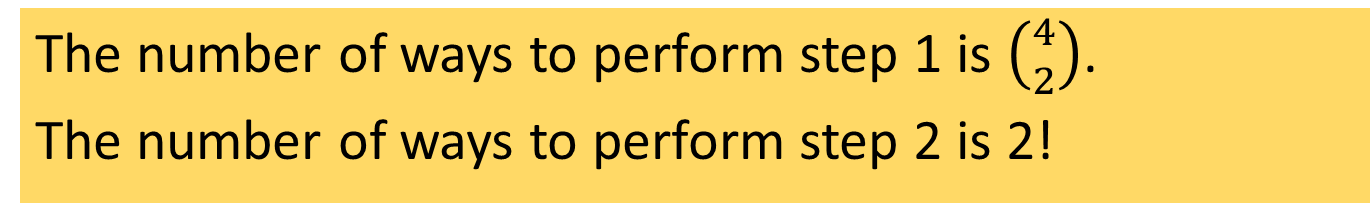 The number of ways to perform step 1 is $\binom{4}{2}$.
The number of ways to perform step 2 is 2!